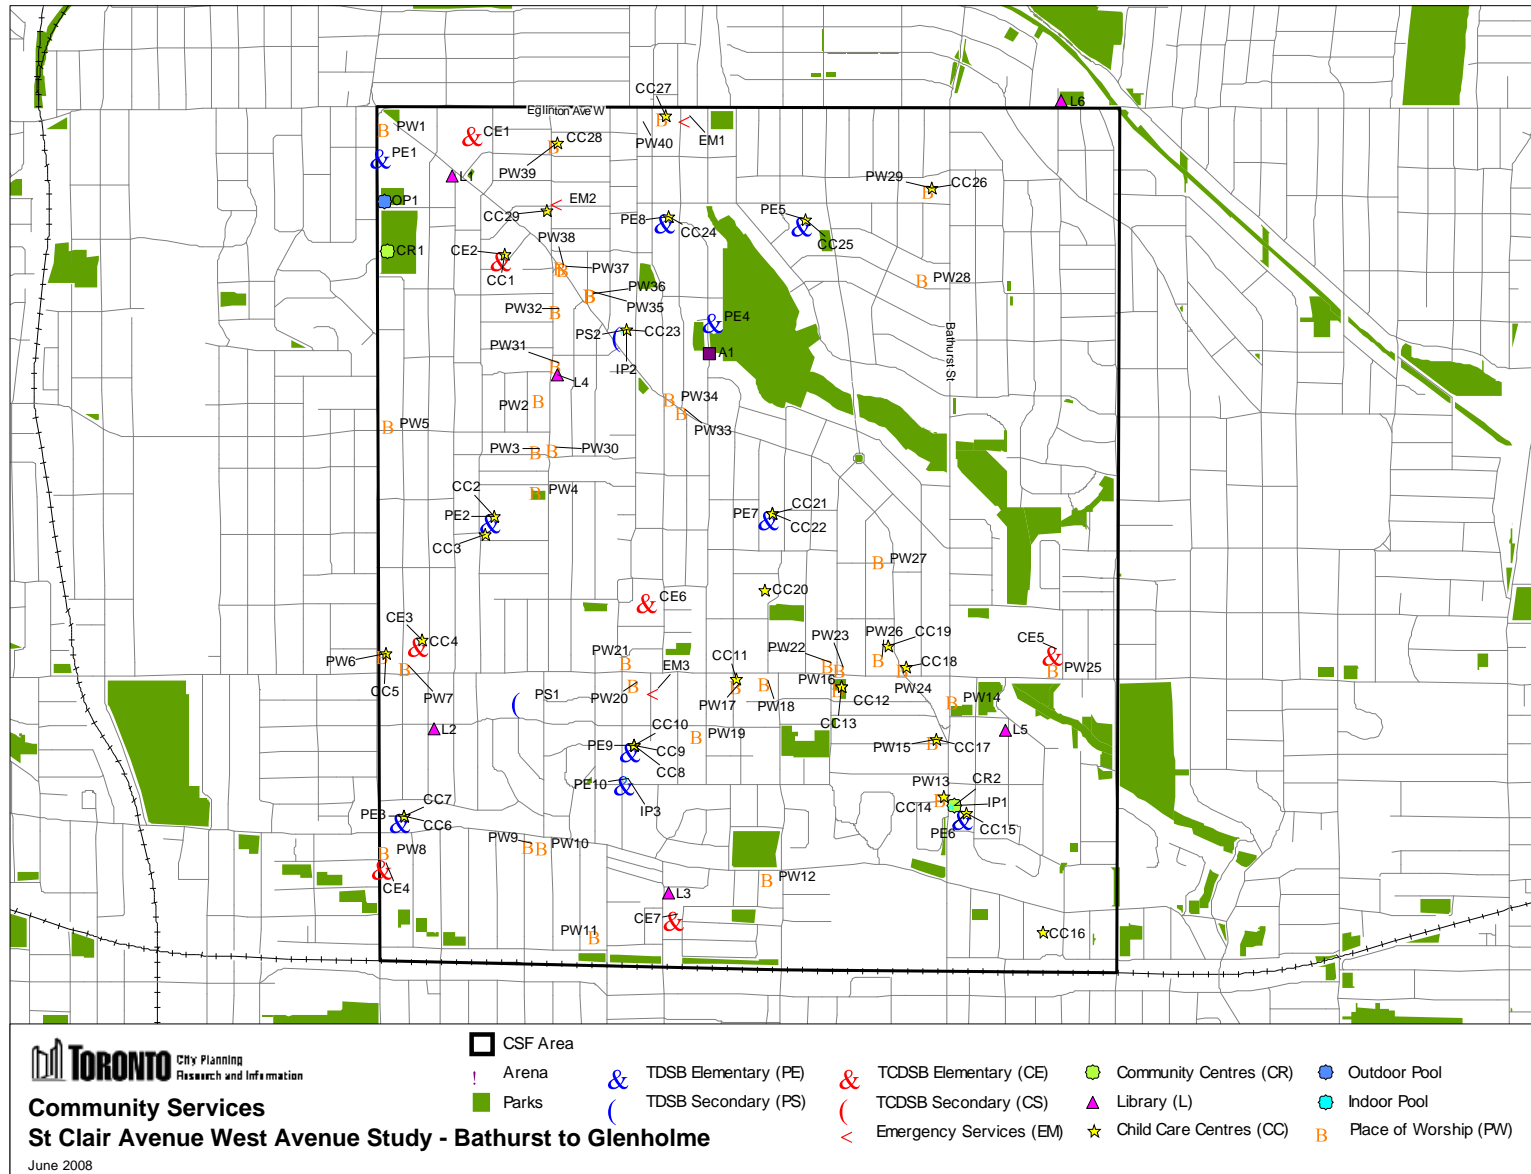 CC27
L6
Eglinton Ave W
PW1
CE1
CC28
PW40
EM1
PE1
PW39
L1
PW29
CC26
OP1
EM2
CC29
PE8
CC24
PE5
CC25
CR1
CE2
PW38
CC1
PW37
PW28
PW36
PW35
PW32
PS2
CC23
PE4
Bathurst St
PW31
IP2
A1
L4
PW2
PW34
PW33
PW5
PW3
PW30
CC2
PW4
PE2
CC21
PE7
CC22
CC3
PW27
CC20
CE6
CE3
CC4
PW23
PW26
CC19
CE5
PW6
PW21
EM3
CC11
PW22
CC18
PW25
CC5
PW7
PS1
PW20
PW17
PW18
PW16
CC12
PW24
PW14
CC13
L2
CC10
PW19
L5
PE9
CC9
PW15
CC17
CC8
PE10
IP3
PW13
CR2
CC7
CC14
IP1
PE3
CC6
PE6
CC15
PW9
PW10
PW8
CE4
PW12
L3
CE7
PW11
CC16
TORONTO City Planning
Research and Information
Community Services
St Clair Avenue West Avenue Study - Bathurst to Glenholme
June 2008
CSF Area
Arena
Parks
TDSB Elementary (PE)
TDSB Secondary (PS)
TCDSB Elementary (CE)
TCDSB Secondary (CS)
Emergency Services (EM)
Community Centres (CR)
Library (L)
Child Care Centres (CC)
Outdoor Pool
Indoor Pool
Place of Worship (PW)